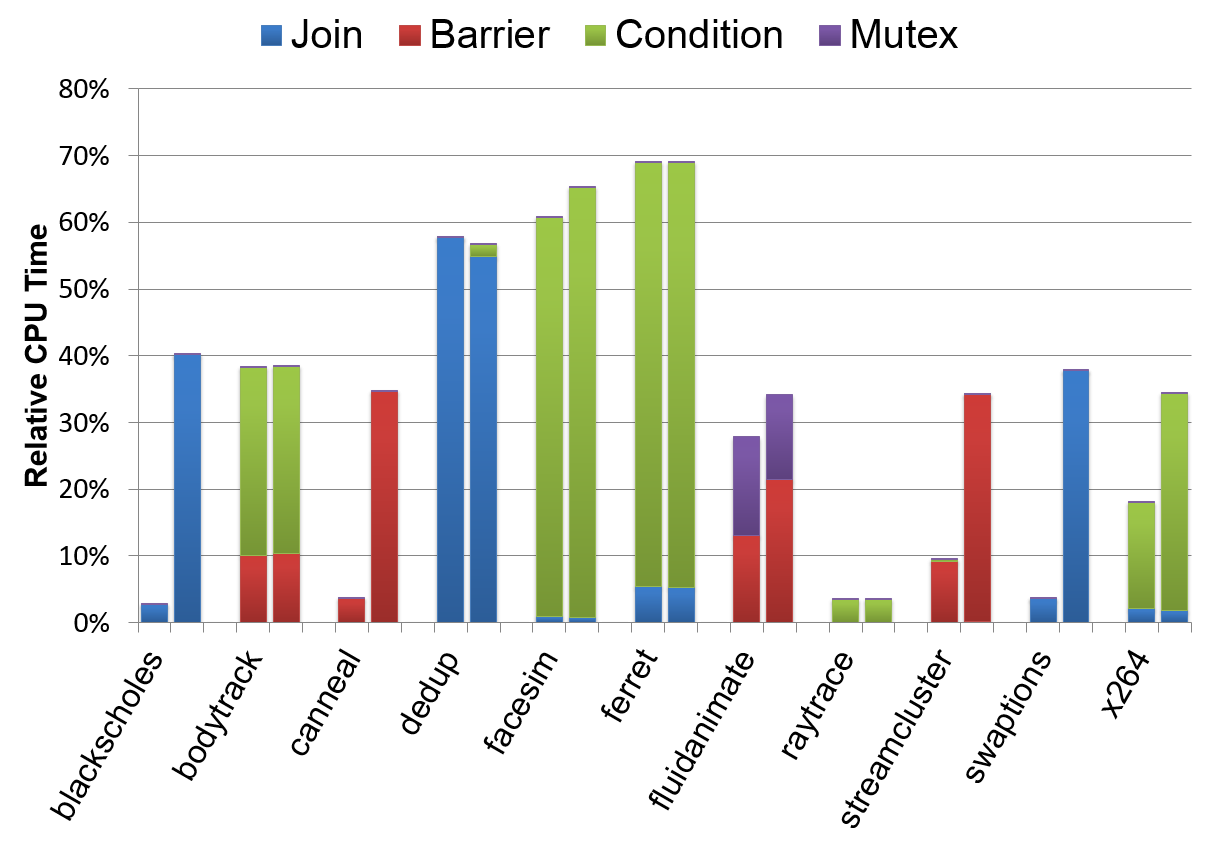 Join Barrier Condition Mutex
80%
70%
60%
50%
40%
30%
20%
10%
0%
Relative CPU Time
blackscholes
bodytrack
canneal
dedup
facesim
ferret
fluidanimate
raytrace
streamcluster
swaptions
x264